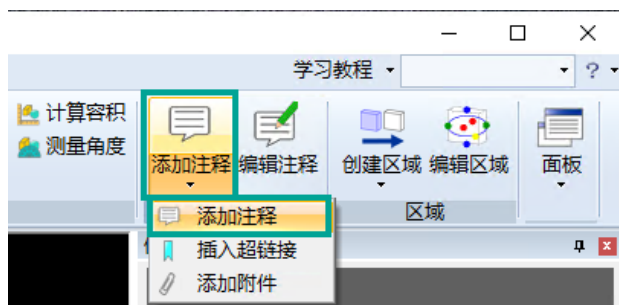 学习教程
?
计算容积
测量角度
添加注释 编辑注释 创建区域 编辑区域 面板
区域
添加注释
插入超链接
添加附件